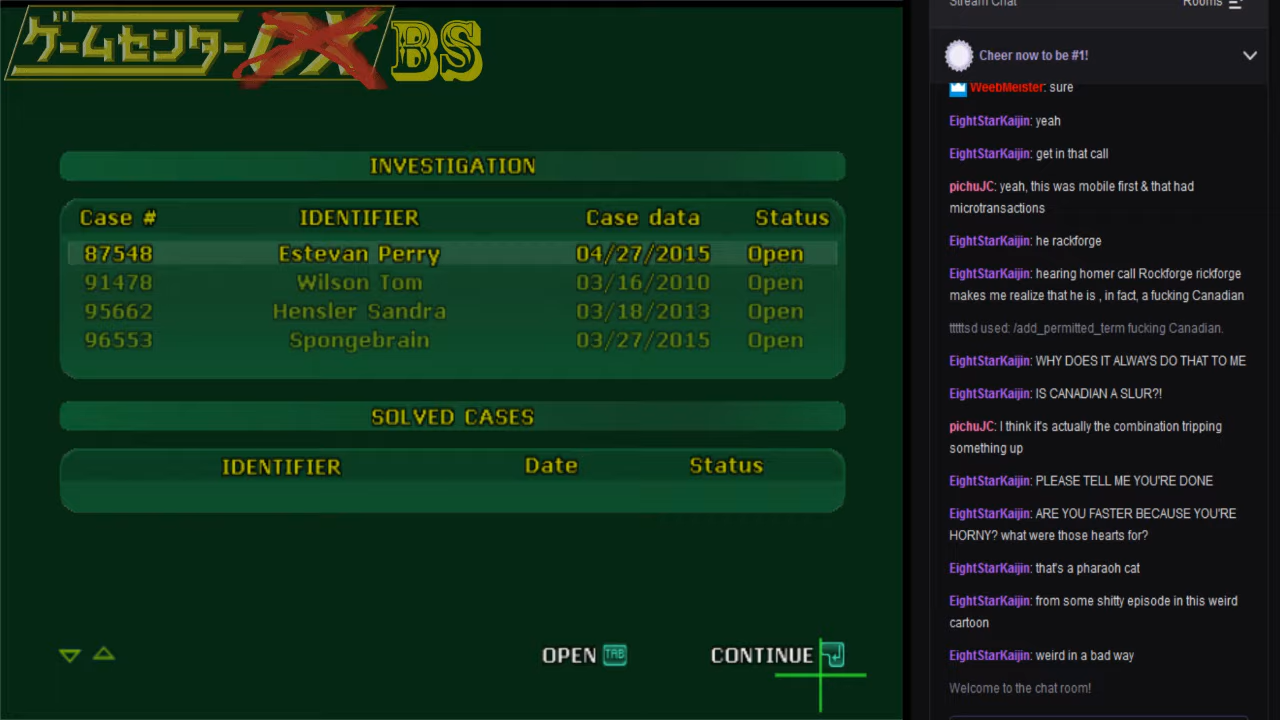 ゲームセンターDX BS
INVESTIGATION
Case # IDENTIFIER Case data Status
87548 Estevan Perry 04/27/2015 Open
91478 Wilson Tom 03/16/2010 Open
95662 Hensler Sandra 03/18/2013 Open
96553 Spongebrain 03/27/2015 Open
SOLVED CASES
IDENTIFIER Date Status
OPEN TAB CONTINUE
Stream Chat Rooms
Cheer now to be #1!
WeebMeister: sure
EightStarKaijin: yeah
EightStarKaijin: get in that call
pichuJC: yeah, this was mobile first & that had
microtransactions
EightStarKaijin: he rackforge
EightStarKaijin: hearing homer call Rockforge rickforge
makes me realize that he is , in fact, a fucking Canadian
tttttsd used: /add_permitted_term fucking Canadian.
EightStarKaijin: WHY DOES IT ALWAYS DO THAT TO ME
EightStarKaijin: IS CANADIAN A SLUR?!
pichuJC: I think it's actually the combination tripping
something up
EightStarKaijin: PLEASE TELL ME YOU'RE DONE
EightStarKaijin: ARE YOU FASTER BECAUSE YOU'RE
HORNY? what were those hearts for?
EightStarKaijin: that's a pharaoh cat
EightStarKaijin: from some shitty episode in this weird
cartoon
EightStarKaijin: weird in a bad way
Welcome to the chat room!